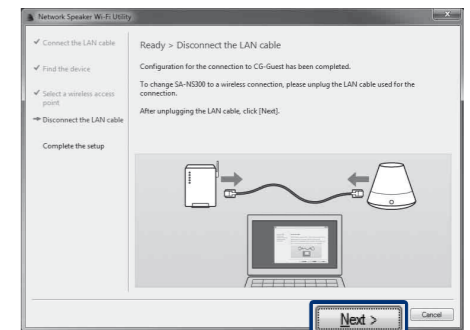 Network Speaker Wi-Fi Utility
✔ Connect the LAN cable
✔ Find the device
✔ Select a wireless access
point
➔ Disconnect the LAN cable
Complete the setup
Ready > Disconnect the LAN cable
Configuration for the connection to CG-Guest has been completed.
To change SA-NS300 to a wireless connection, please unplug the LAN cable used for the
connection.
After unplugging the LAN cable, click [Next].
Next >
Cancel